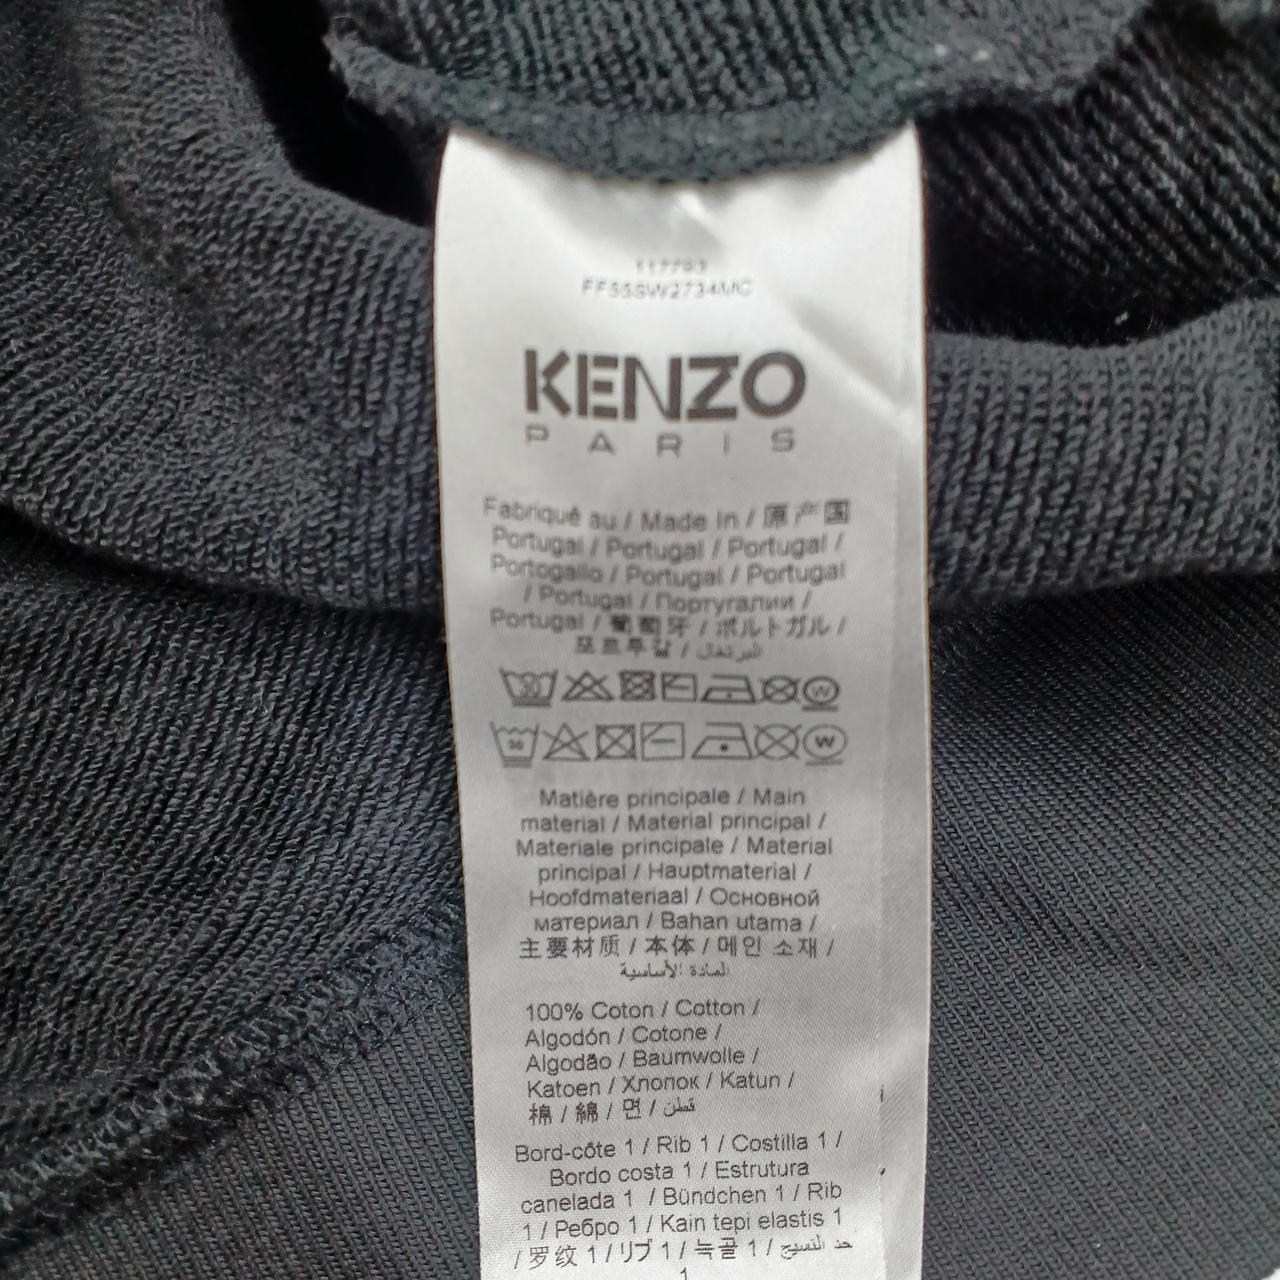 117793
FF55SW2734MC
KENZO
PARIS
Fabriqué au / Made In / 原产国
Portugal / Portugal / Portugal /
Portogallo / Portugal / Portugal
/ Portugal / Португалии /
Portugal / 葡萄牙 / ポルトガル /
포르투갈 /
30
W
30
W
Matière principale / Main
material / Material principal /
Materiale principale / Material
principal / Hauptmaterial /
Hoofdmateriaal / Основной
материал / Bahan utama /
主要材质 / 本体 / 메인 소재 /
المادة الأساسية
100% Coton / Cotton /
Algodón / Cotone /
Algodão / Baumwolle /
Katoen / Хлопок / Katun /
棉 / 綿 / 면 / قطن
Bord-côte 1 / Rib 1 / Costilla 1 /
Bordo costa 1 / Estrutura
canelada 1 / Bündchen 1 / Rib
1 / Ребро 1 / Kain tepi elastis 1
/ 罗纹 1 / リブ 1 / 늑골 1 / حد النسيج
1